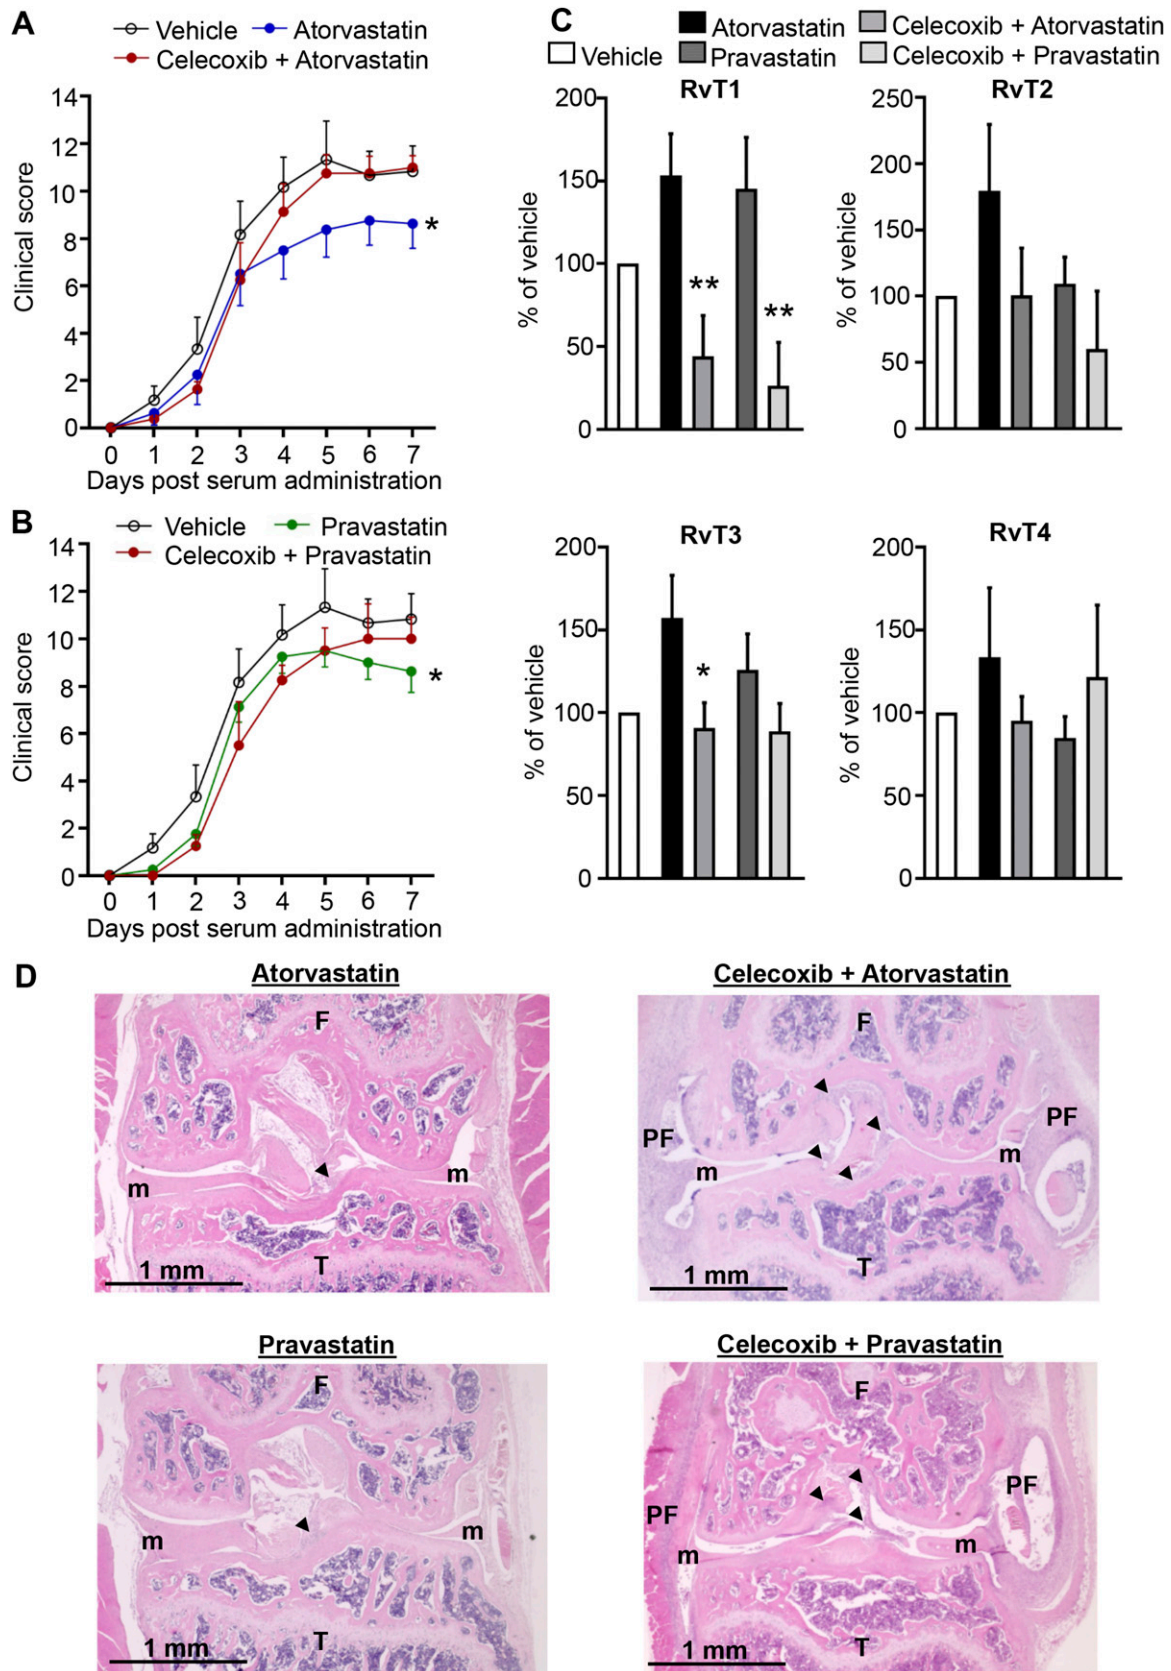 A
Vehicle Atorvastatin
Celecoxib + Atorvastatin
Clinical score
14
12
10
8
6
4
2
0
0 1 2 3 4 5 6 7
*
Days post serum administration
B
Vehicle Pravastatin
Celecoxib + Pravastatin
Clinical score
14
12
10
8
6
4
2
0
0 1 2 3 4 5 6 7
*
Days post serum administration
C
Vehicle
Atorvastatin
Pravastatin
Celecoxib + Atorvastatin
Celecoxib + Pravastatin
RvT1
% of vehicle
200
150
100
50
0
**
**
RvT2
% of vehicle
250
200
150
100
50
0
RvT3
% of vehicle
200
150
100
50
0
*
RvT4
% of vehicle
200
150
100
50
0
D
Atorvastatin
F
m
m
T
1 mm
Celecoxib + Atorvastatin
F
PF
PF
m
m
T
1 mm
Pravastatin
F
m
m
T
1 mm
Celecoxib + Pravastatin
F
PF
PF
m
m
T
1 mm